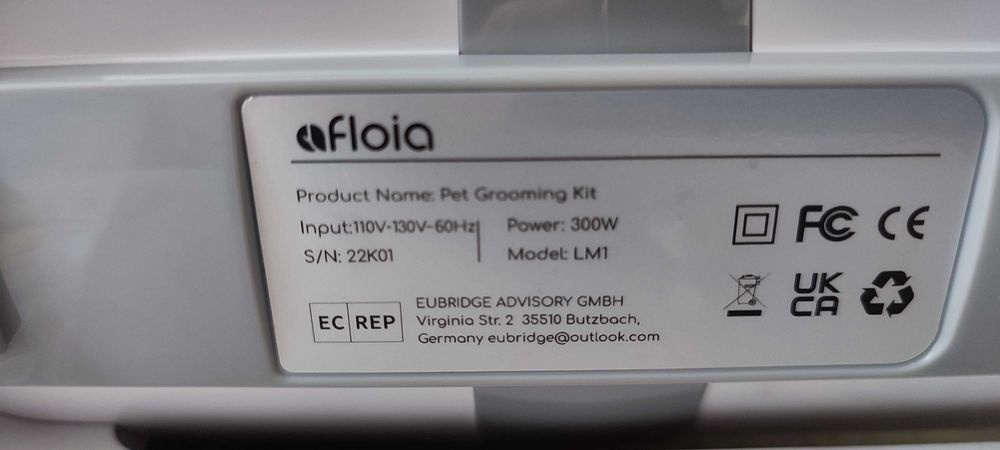 afloia
Product Name: Pet Grooming Kit
Input:110V-130V-60Hz
Power: 300W
S/N: 22K01
Model: LM1
FC CE
EC REP
EUBRIDGE ADVISORY GMBH
Virginia Str. 2 35510 Butzbach,
Germany eubridge@outlook.com
UK
CA